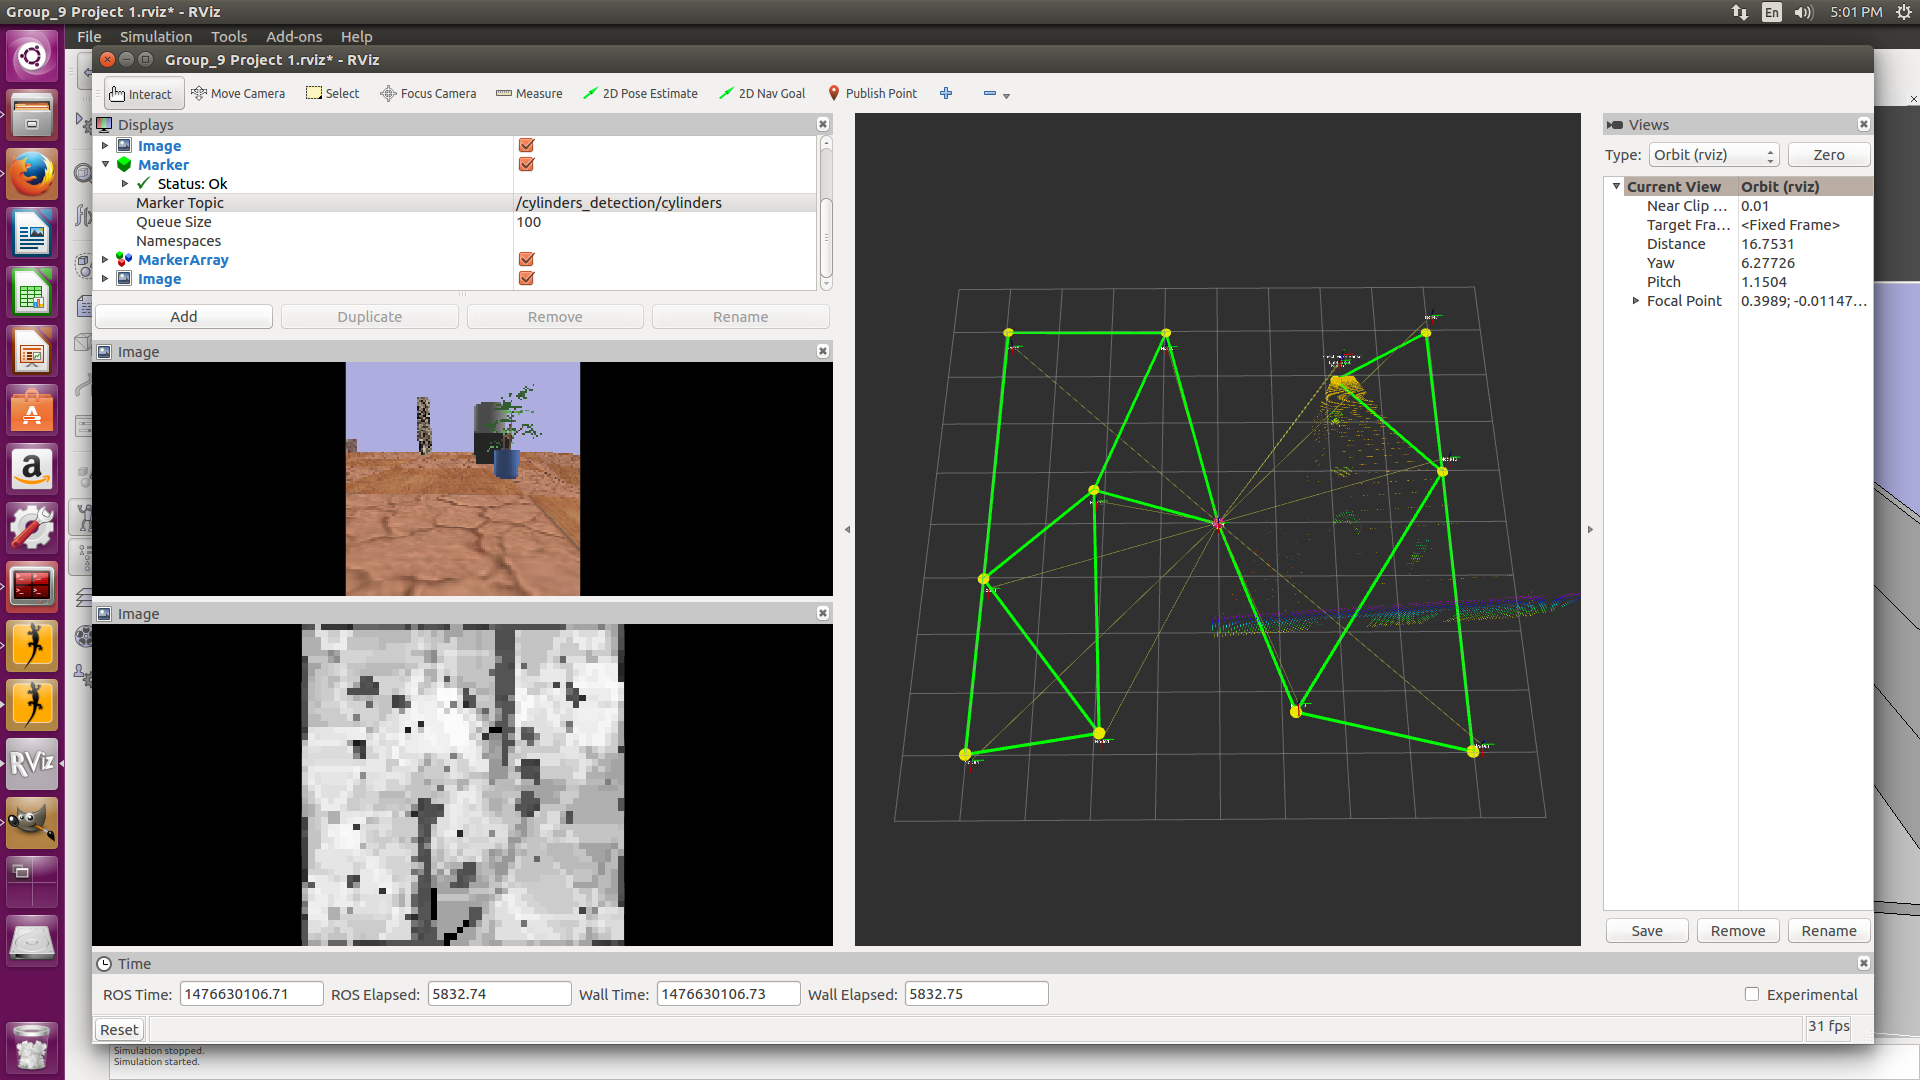 Group_9 Project 1.rviz* - RViz
En
5:01 PM
File Simulation Tools Add-ons Help
Group_9 Project 1.rviz* - RViz
Interact Move Camera Select Focus Camera Measure 2D Pose Estimate 2D Nav Goal Publish Point
Displays
Image
Marker
Status: Ok
Marker Topic /cylinders_detection/cylinders
Queue Size 100
Namespaces
MarkerArray
Image
Add Duplicate Remove Rename
Image
Image
Views
Type: Orbit (rviz) Zero
Current View Orbit (rviz)
Near Clip ... 0.01
Target Fra... <Fixed Frame>
Distance 16.7531
Yaw 6.27726
Pitch 1.1504
Focal Point 0.3989; -0.01147...
Save Remove Rename
Time
ROS Time: 1476630106.71 ROS Elapsed: 5832.74 Wall Time: 1476630106.73 Wall Elapsed: 5832.75 Experimental
Reset
31 fps
Simulation stopped.
Simulation started.
RViz